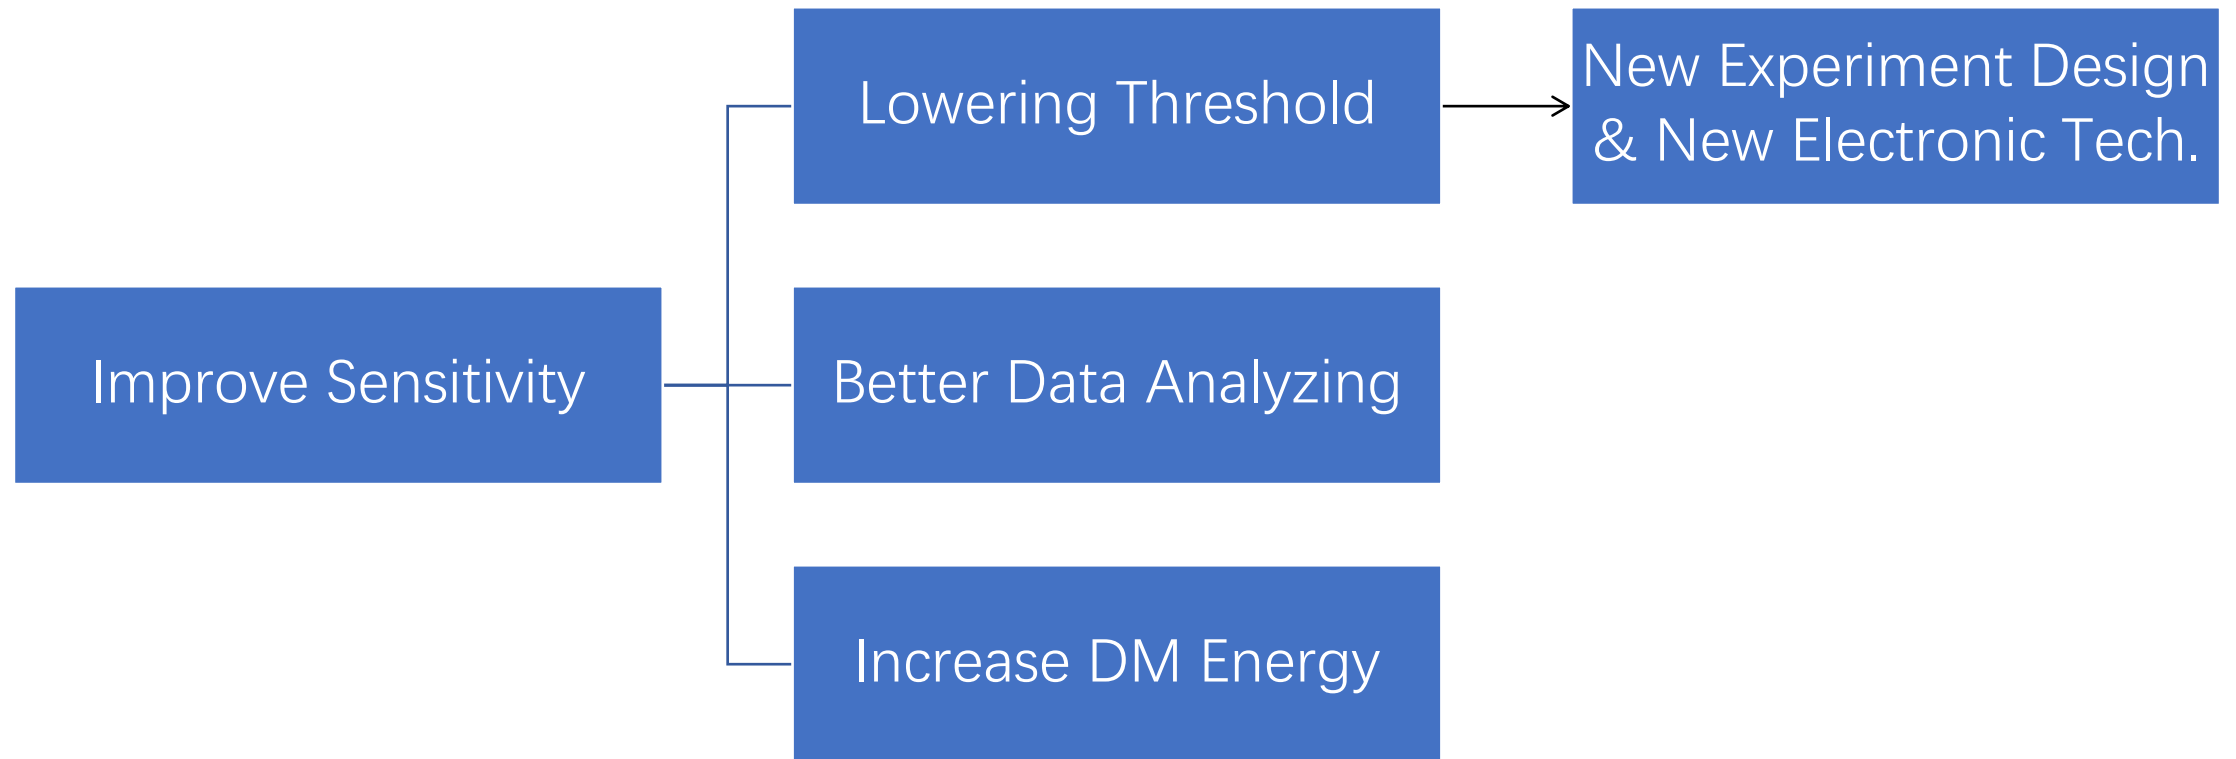 Improve Sensitivity
Lowering Threshold
New Experiment Design
& New Electronic Tech.
Better Data Analyzing
Increase DM Energy